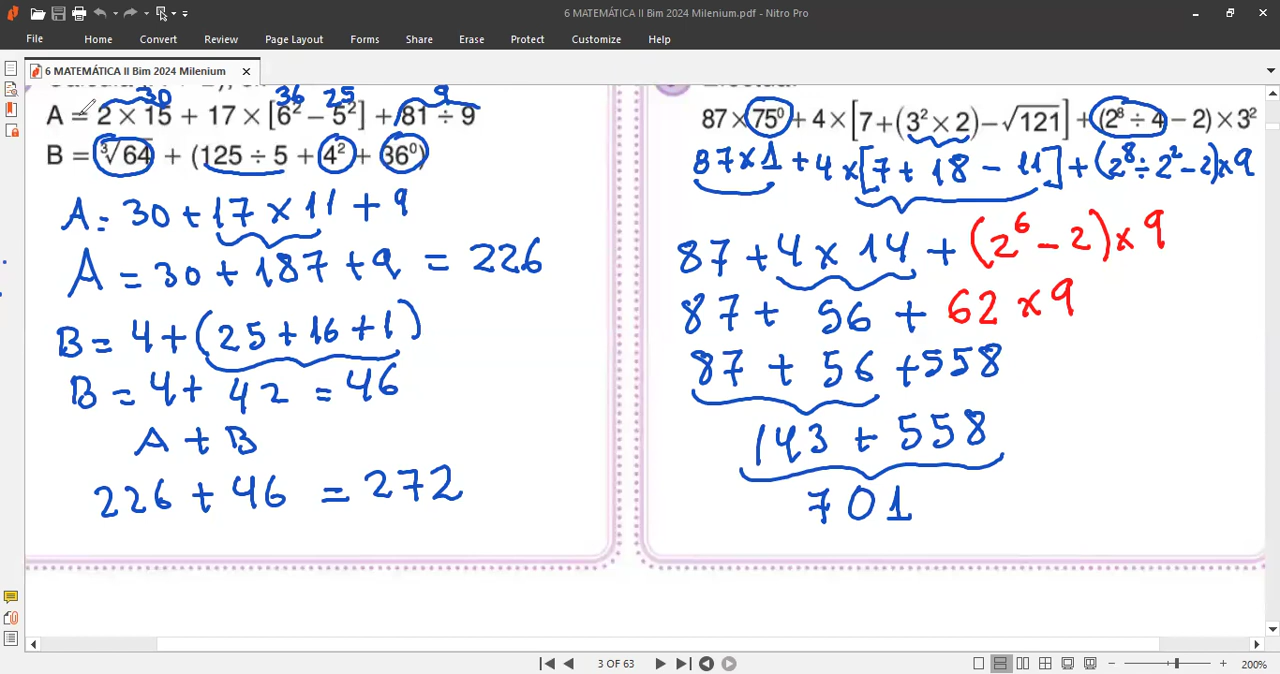 6 MATEMÁTICA II Bim 2024 Milenium.pdf - Nitro Pro
File Home Convert Review Page Layout Forms Share Erase Protect Customize Help
6 MATEMÁTICA II Bim 2024 Milenium
30 36 25 9
A = 2 × 15 + 17 × [6² – 5²] + 81 ÷ 9
B = ∛64 + (125 ÷ 5 + 4² + 36⁰)
A = 30 + 17 × 11 + 9
A = 30 + 187 + 9 = 226
B = 4 + (25 + 16 + 1)
B = 4 + 42 = 46
A + B
226 + 46 = 272
87 × 75⁰ + 4 × [7 + (3² × 2) – √121] + (2⁸ ÷ 4 – 2) × 3²
87 × 1 + 4 × [7 + 18 – 11] + (2⁸ ÷ 2² – 2) × 9
87 + 4 × 14 + (2⁶ – 2) × 9
87 + 56 + 62 × 9
87 + 56 + 558
143 + 558
701
3 OF 63
200%